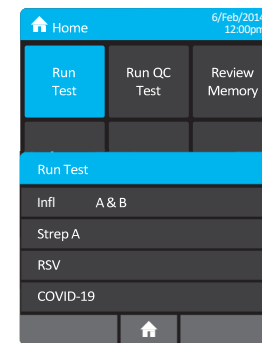 Home
6/Feb/2014
12:00pm
Run
Test
Run QC
Test
Review
Memory
Run Test
Infl A & B
Strep A
RSV
COVID-19